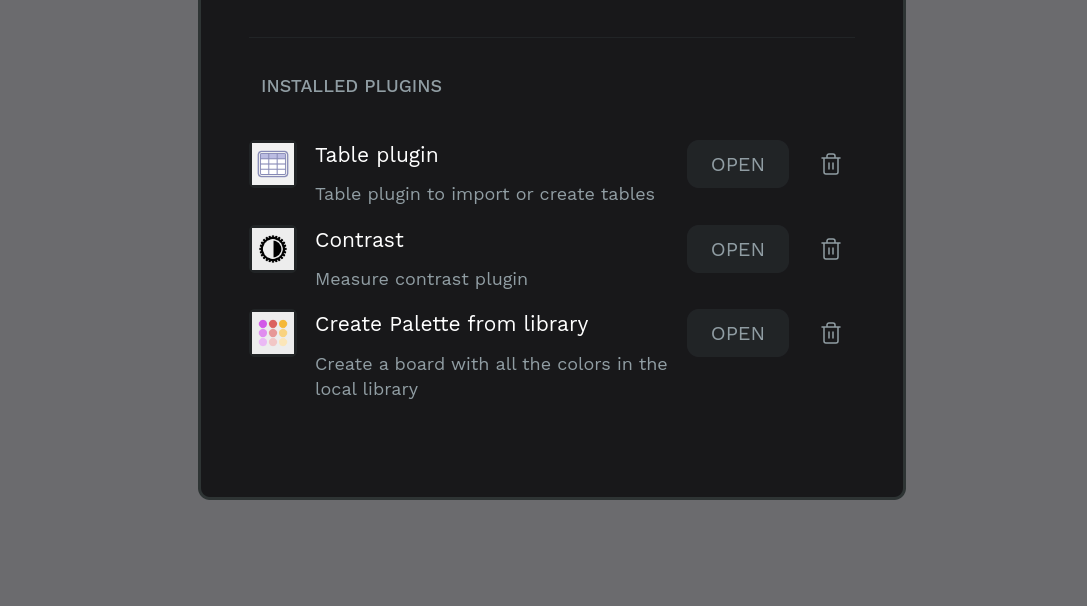 INSTALLED PLUGINS
Table plugin
OPEN
Table plugin to import or create tables
Contrast
OPEN
Measure contrast plugin
Create Palette from library
OPEN
Create a board with all the colors in the
local library